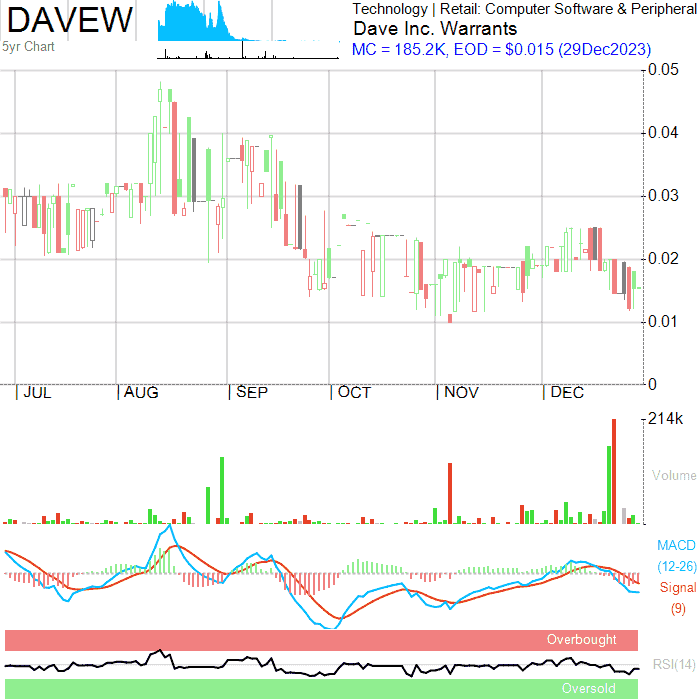 DAVEW
5yr Chart
Technology | Retail: Computer Software & Peripheral
Dave Inc. Warrants
MC = 185.2K, EOD = $0.015 (29Dec2023)
0.05
0.04
0.03
0.02
0.01
0
JUL
AUG
SEP
OCT
NOV
DEC
214k
Volume
MACD
(12-26)
Signal
(9)
Overbought
RSI(14)
Oversold